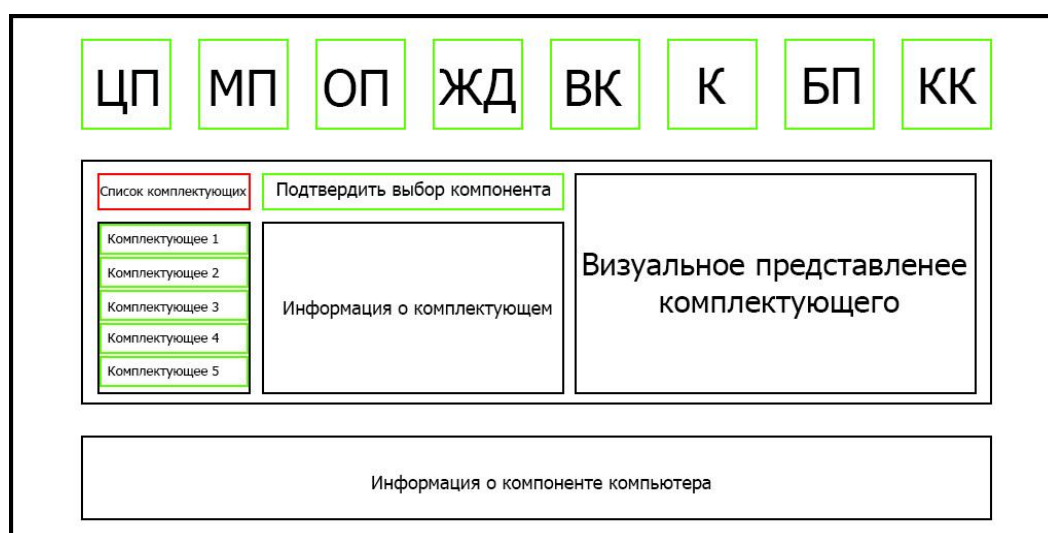 ЦП МП ОП ЖД ВК К БП КК
Список комплектующих
Подтвердить выбор компонента
Комплектующее 1
Комплектующее 2
Комплектующее 3
Комплектующее 4
Комплектующее 5
Информация о комплектующем
Визуальное представленее
комплектующего
Информация о компоненте компьютера